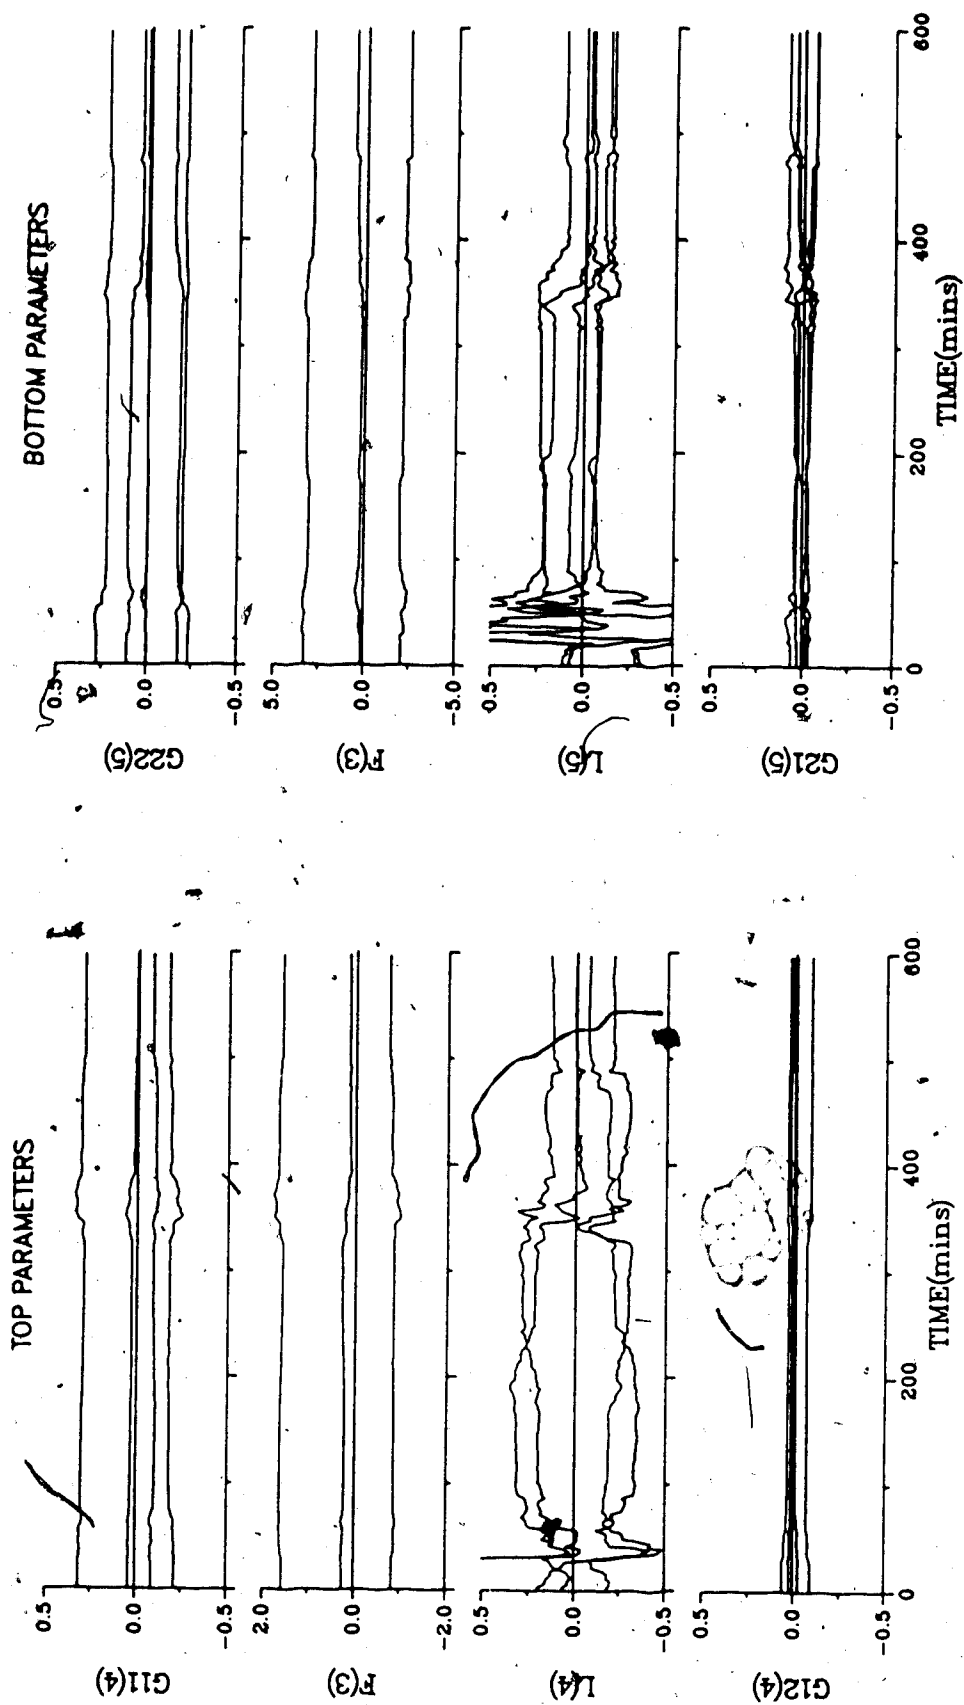 TOP PARAMETERS
G11(4)
0.5
0.0
-0.5
F(3)
2.0
0.0
-2.0
L(4)
0.5
0.0
-0.5
G12(4)
0.5
0.0
-0.5
0 200 400 600
TIME(mins)
BOTTOM PARAMETERS
G22(5)
0.5
0.0
-0.5
F(3)
5.0
0.0
-5.0
L(5)
0.5
0.0
-0.5
G21(5)
0.5
0.0
-0.5
0 200 400 600
TIME(mins)